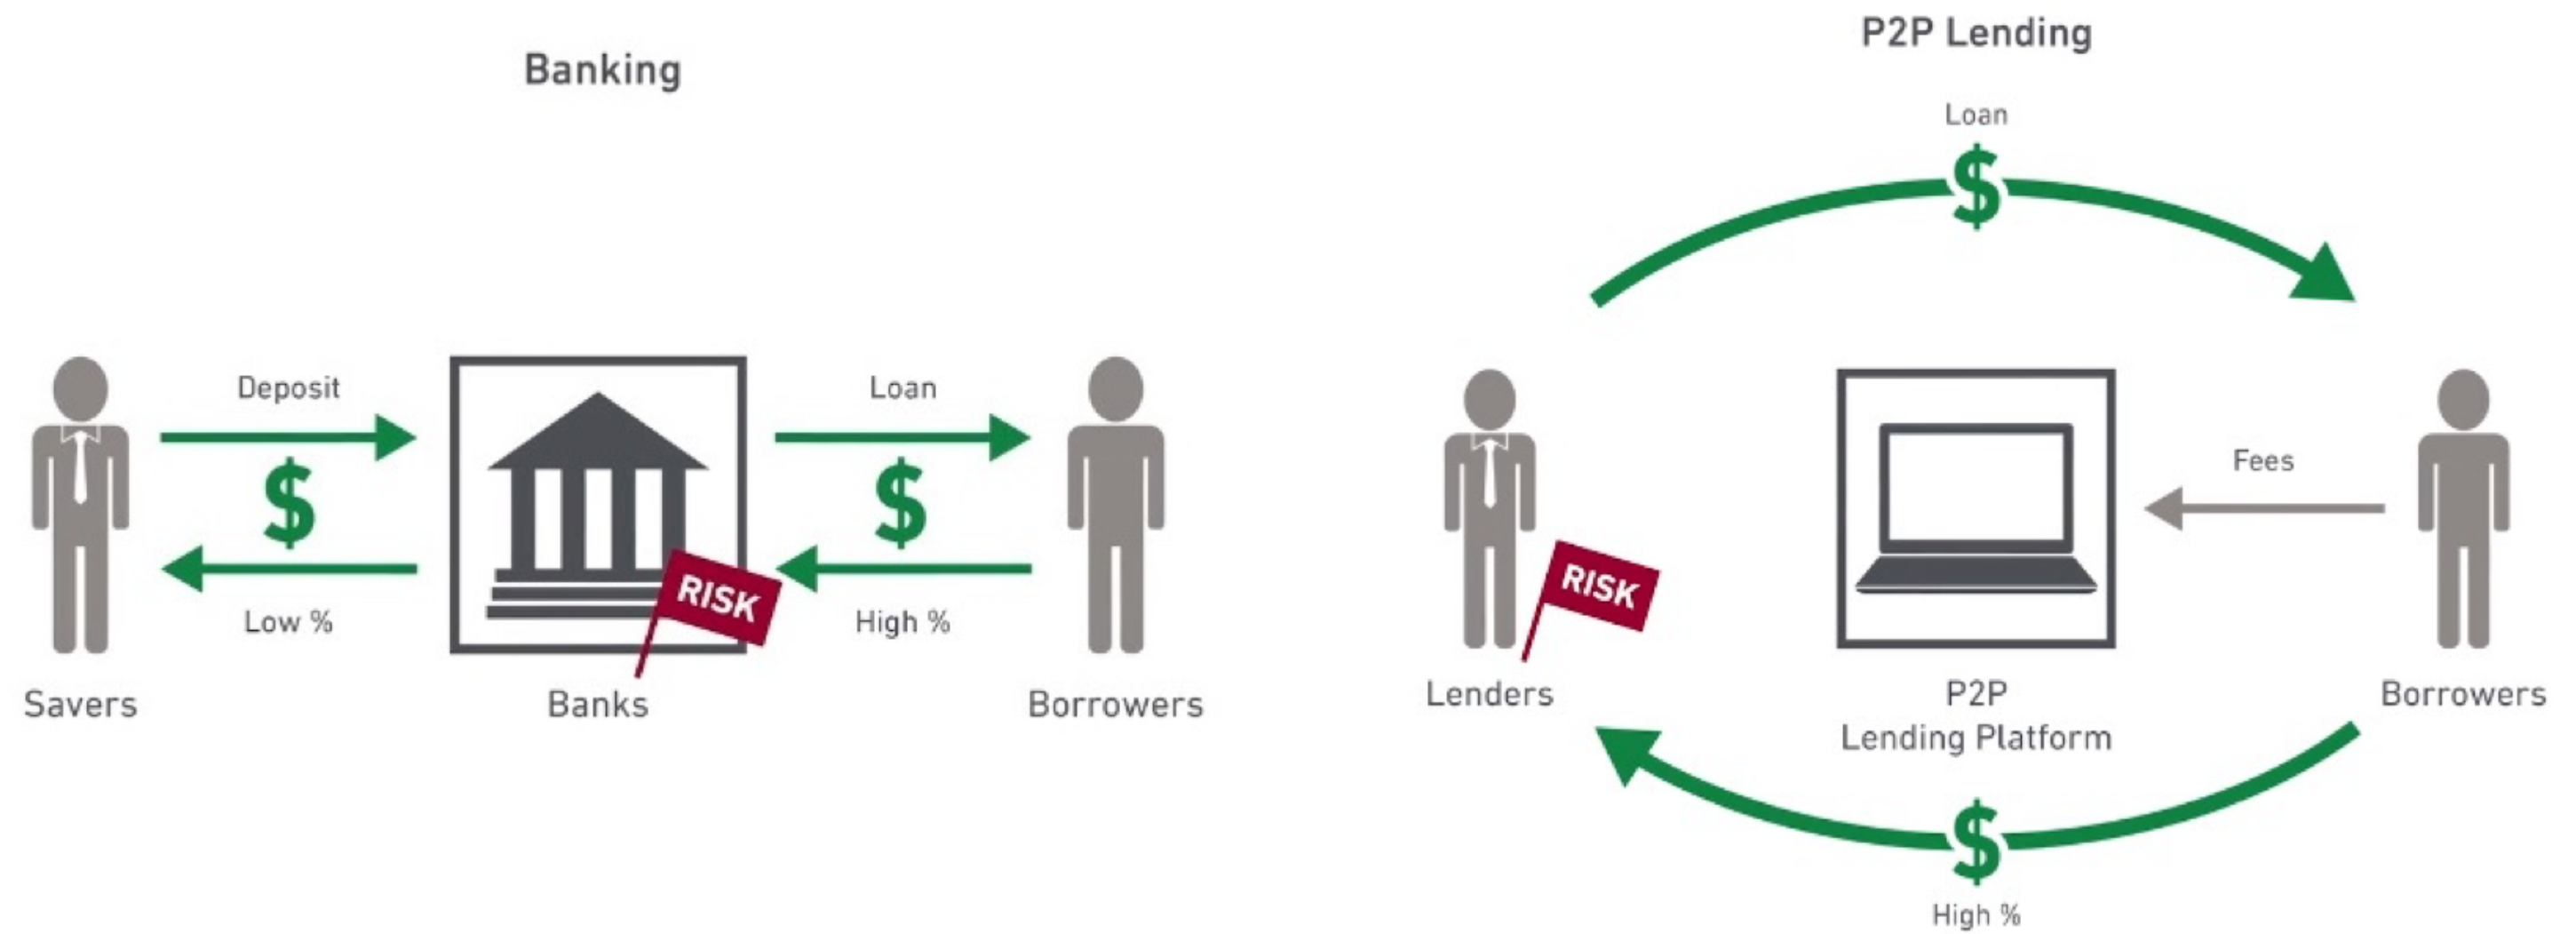 Banking
Deposit
$
Low %
Loan
$
High %
RISK
Savers
Banks
Borrowers
P2P Lending
Loan
$
Fees
RISK
Lenders
P2P
Lending Platform
Borrowers
$
High %